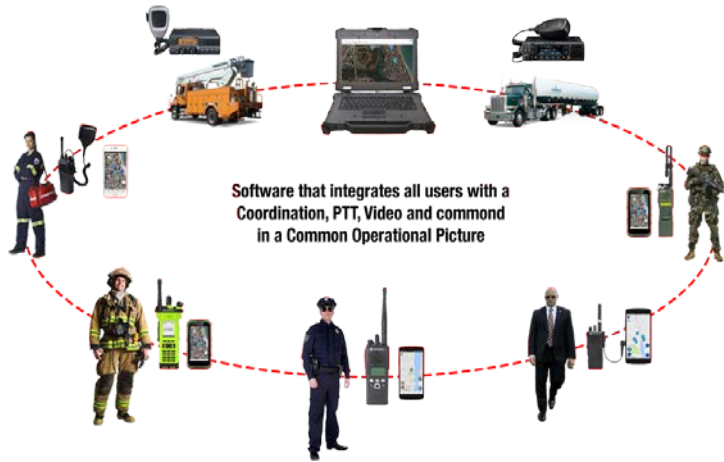 Software that integrates all users with a
Coordination, PTT, Video and commond
in a Common Operational Picture